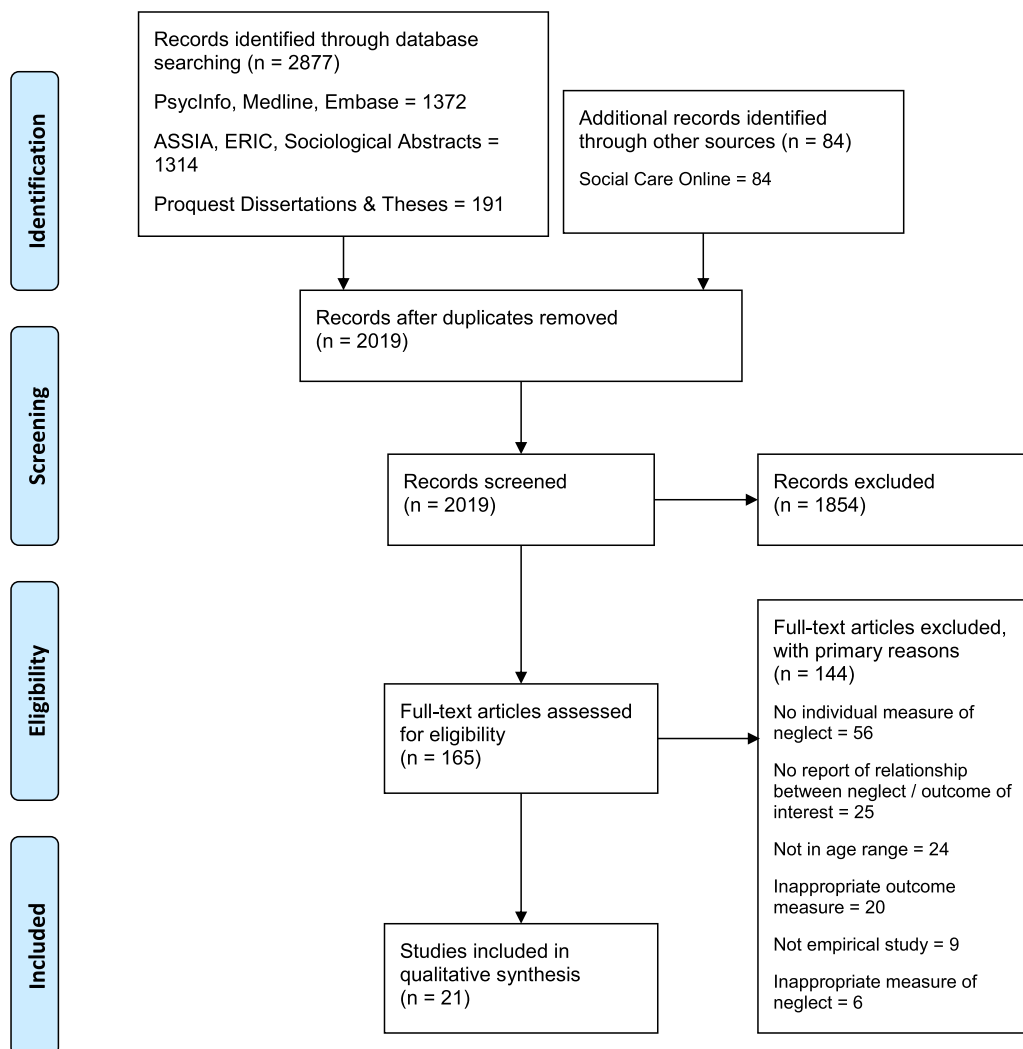 Identification
Records identified through database
searching (n = 2877)
PsycInfo, Medline, Embase = 1372
ASSIA, ERIC, Sociological Abstracts =
1314
Proquest Dissertations & Theses = 191
Additional records identified
through other sources (n = 84)
Social Care Online = 84
Records after duplicates removed
(n = 2019)
Screening
Records screened
(n = 2019)
Records excluded
(n = 1854)
Eligibility
Full-text articles assessed
for eligibility
(n = 165)
Full-text articles excluded,
with primary reasons
(n = 144)
No individual measure of
neglect = 56
No report of relationship
between neglect / outcome of
interest = 25
Not in age range = 24
Inappropriate outcome
measure = 20
Not empirical study = 9
Inappropriate measure of
neglect = 6
Included
Studies included in
qualitative synthesis
(n = 21)